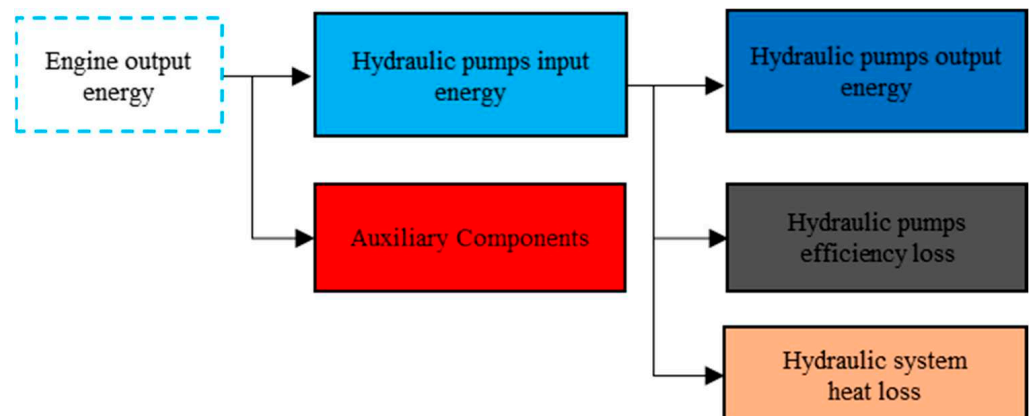 Engine output
energy
Hydraulic pumps input
energy
Hydraulic pumps output
energy
Auxiliary Components
Hydraulic pumps
efficiency loss
Hydraulic system
heat loss